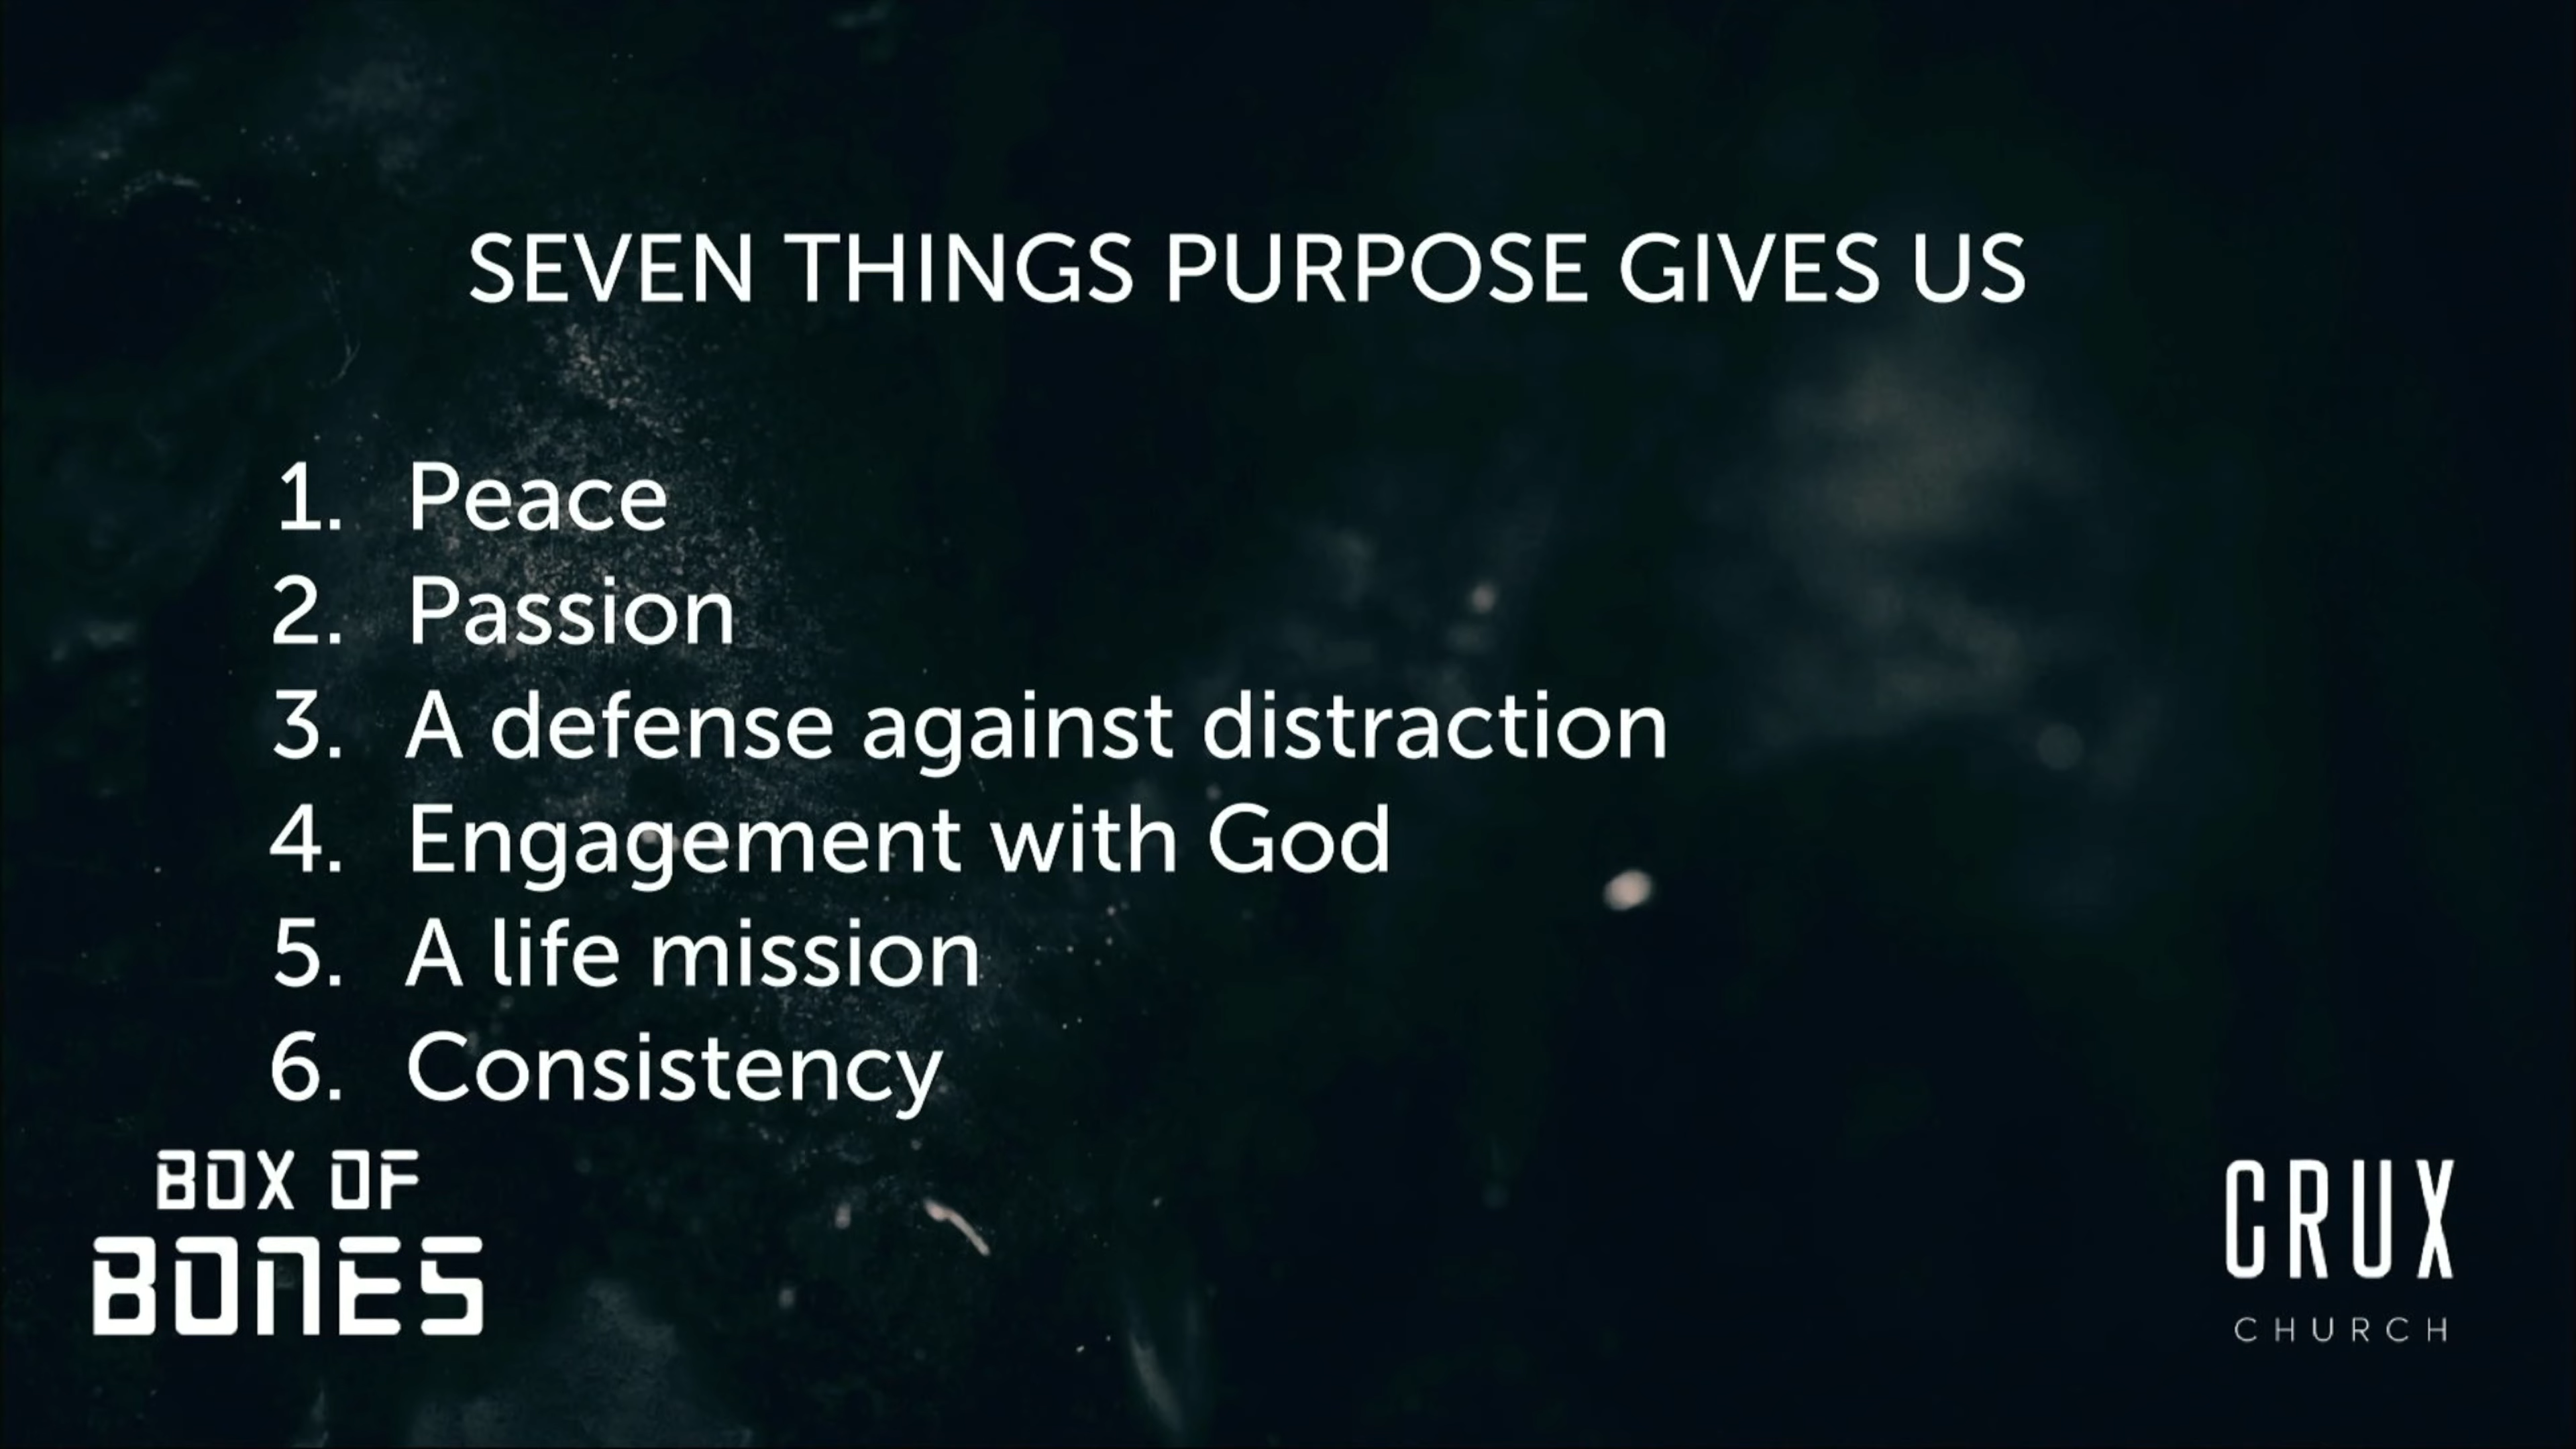 SEVEN THINGS PURPOSE GIVES US
1. Peace
2. Passion
3. A defense against distraction
4. Engagement with God
5. A life mission
6. Consistency
BOX OF
BONES
CRUX
CHURCH